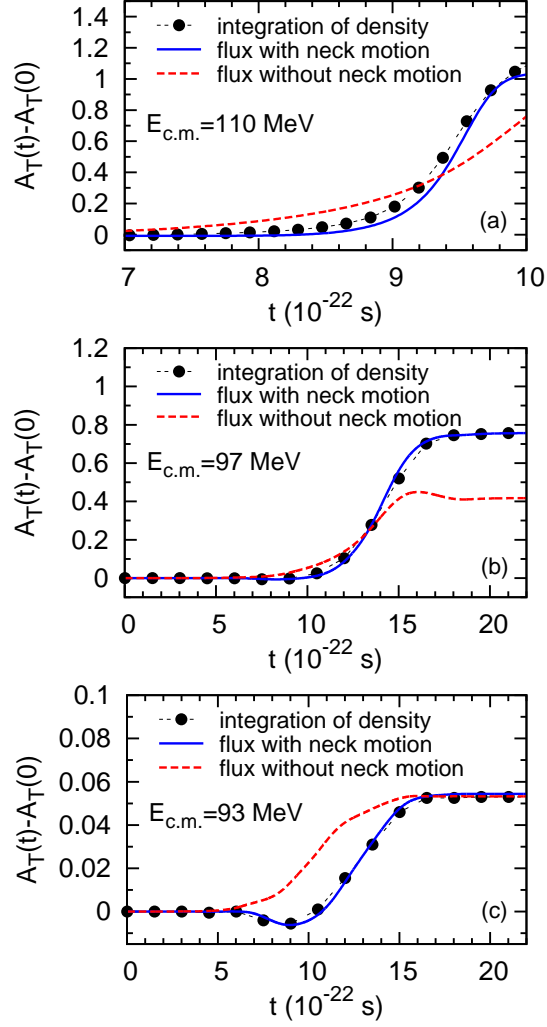 1.4
1.2
1
0.8
0.6
0.4
0.2
0
A_T(t)-A_T(0)
integration of density
flux with neck motion
flux without neck motion
E_c.m.=110 MeV
(a)
7 8 9 10
t (10^-22 s)
1.2
1
0.8
0.6
0.4
0.2
0
A_T(t)-A_T(0)
integration of density
flux with neck motion
flux without neck motion
E_c.m.=97 MeV
(b)
0 5 10 15 20
t (10^-22 s)
0.1
0.08
0.06
0.04
0.02
0
A_T(t)-A_T(0)
integration of density
flux with neck motion
flux without neck motion
E_c.m.=93 MeV
(c)
0 5 10 15 20
t (10^-22 s)